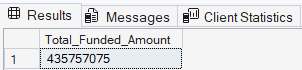 Results Messages Client Statistics
Total_Funded_Amount
1 435757075